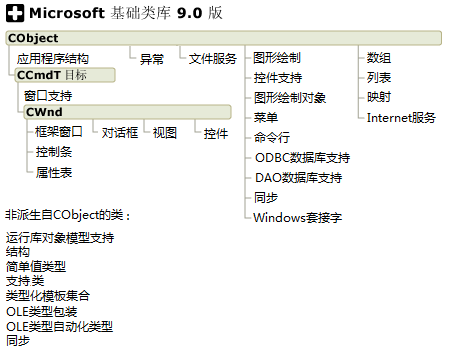 Microsoft 基础类库 9.0 版
CObject
应用程序结构
异常
文件服务
图形绘制
数组
CCmdT 目标
控件支持
列表
窗口支持
图形绘制对象
映射
CWnd
菜单
Internet服务
框架窗口
对话框
视图
控件
命令行
控制条
ODBC数据库支持
属性表
DAO数据库支持
同步
Windows套接字
非派生自CObject的类：
运行库对象模型支持
结构
简单值类型
支持类
类型化模板集合
OLE类型包装
OLE类型自动化类型
同步